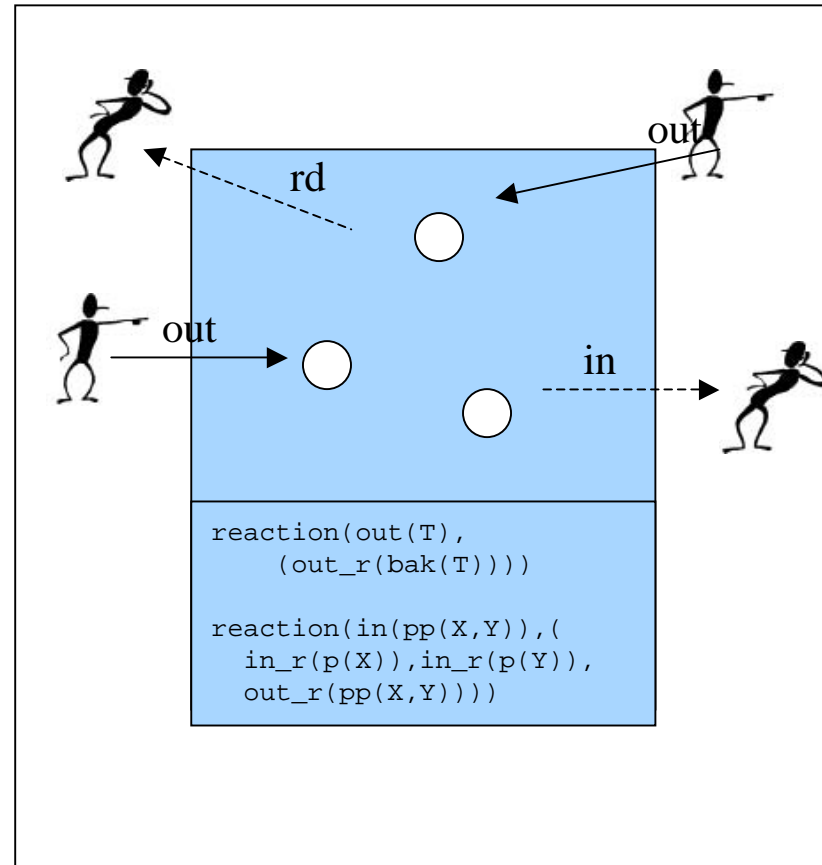 out
rd
out
in
reaction(out(T),
    (out_r(bak(T))))
reaction(in(pp(X,Y)),(
  in_r(p(X)),in_r(p(Y)),
  out_r(pp(X,Y))))